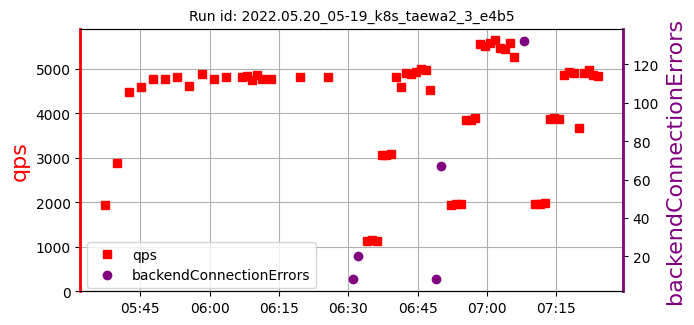 Run id: 2022.05.20_05-19_k8s_taewa2_3_e4b5
qps
5000
4000
3000
2000
1000
0
120
100
80
60
40
20
backendConnectionErrors
qps
backendConnectionErrors
05:45 06:00 06:15 06:30 06:45 07:00 07:15